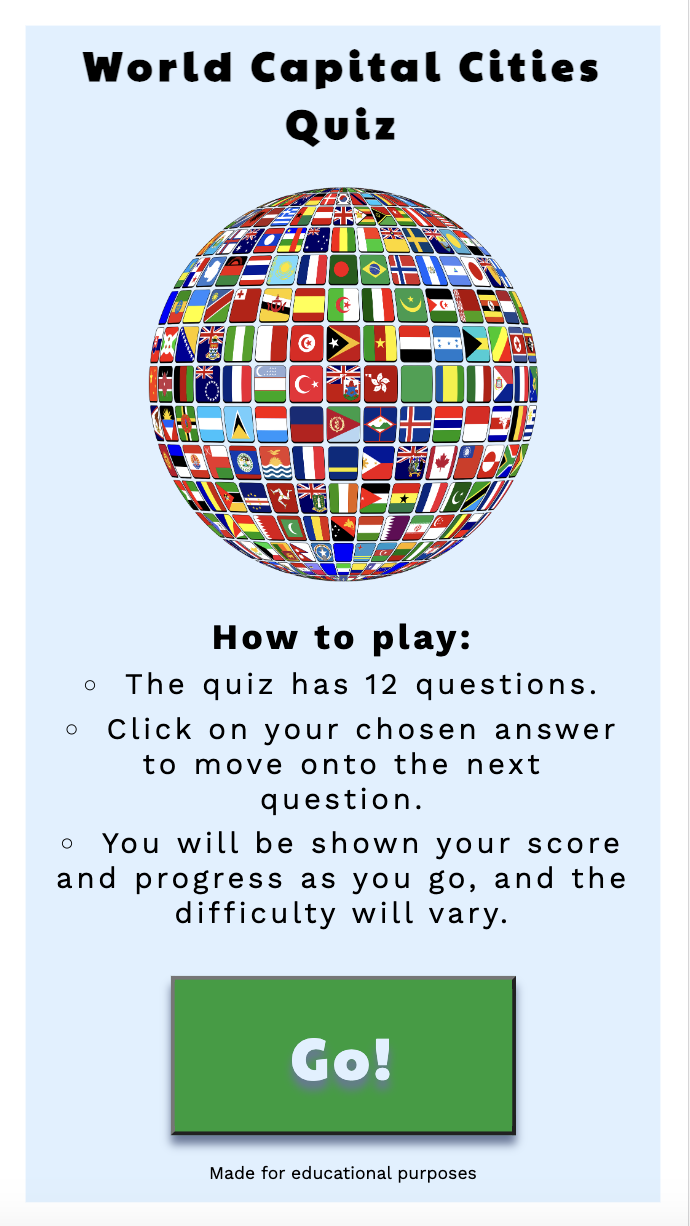 World Capital Cities
Quiz
How to play:
◦ The quiz has 12 questions.
◦ Click on your chosen answer
to move onto the next
question.
◦ You will be shown your score
and progress as you go, and the
difficulty will vary.
Go!
Made for educational purposes